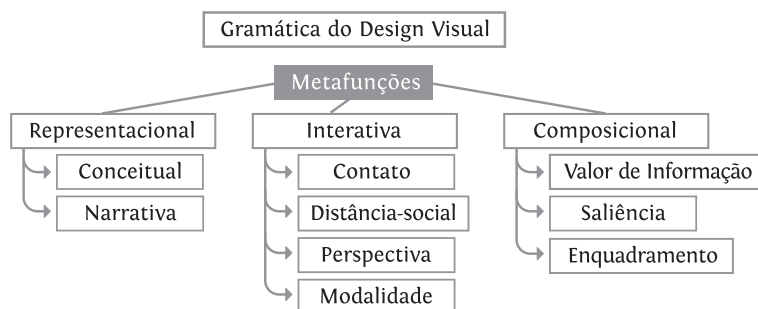 Gramática do Design Visual
Metafunções
Representacional
Conceitual
Narrativa
Interativa
Contato
Distância-social
Perspectiva
Modalidade
Composicional
Valor de Informação
Saliência
Enquadramento